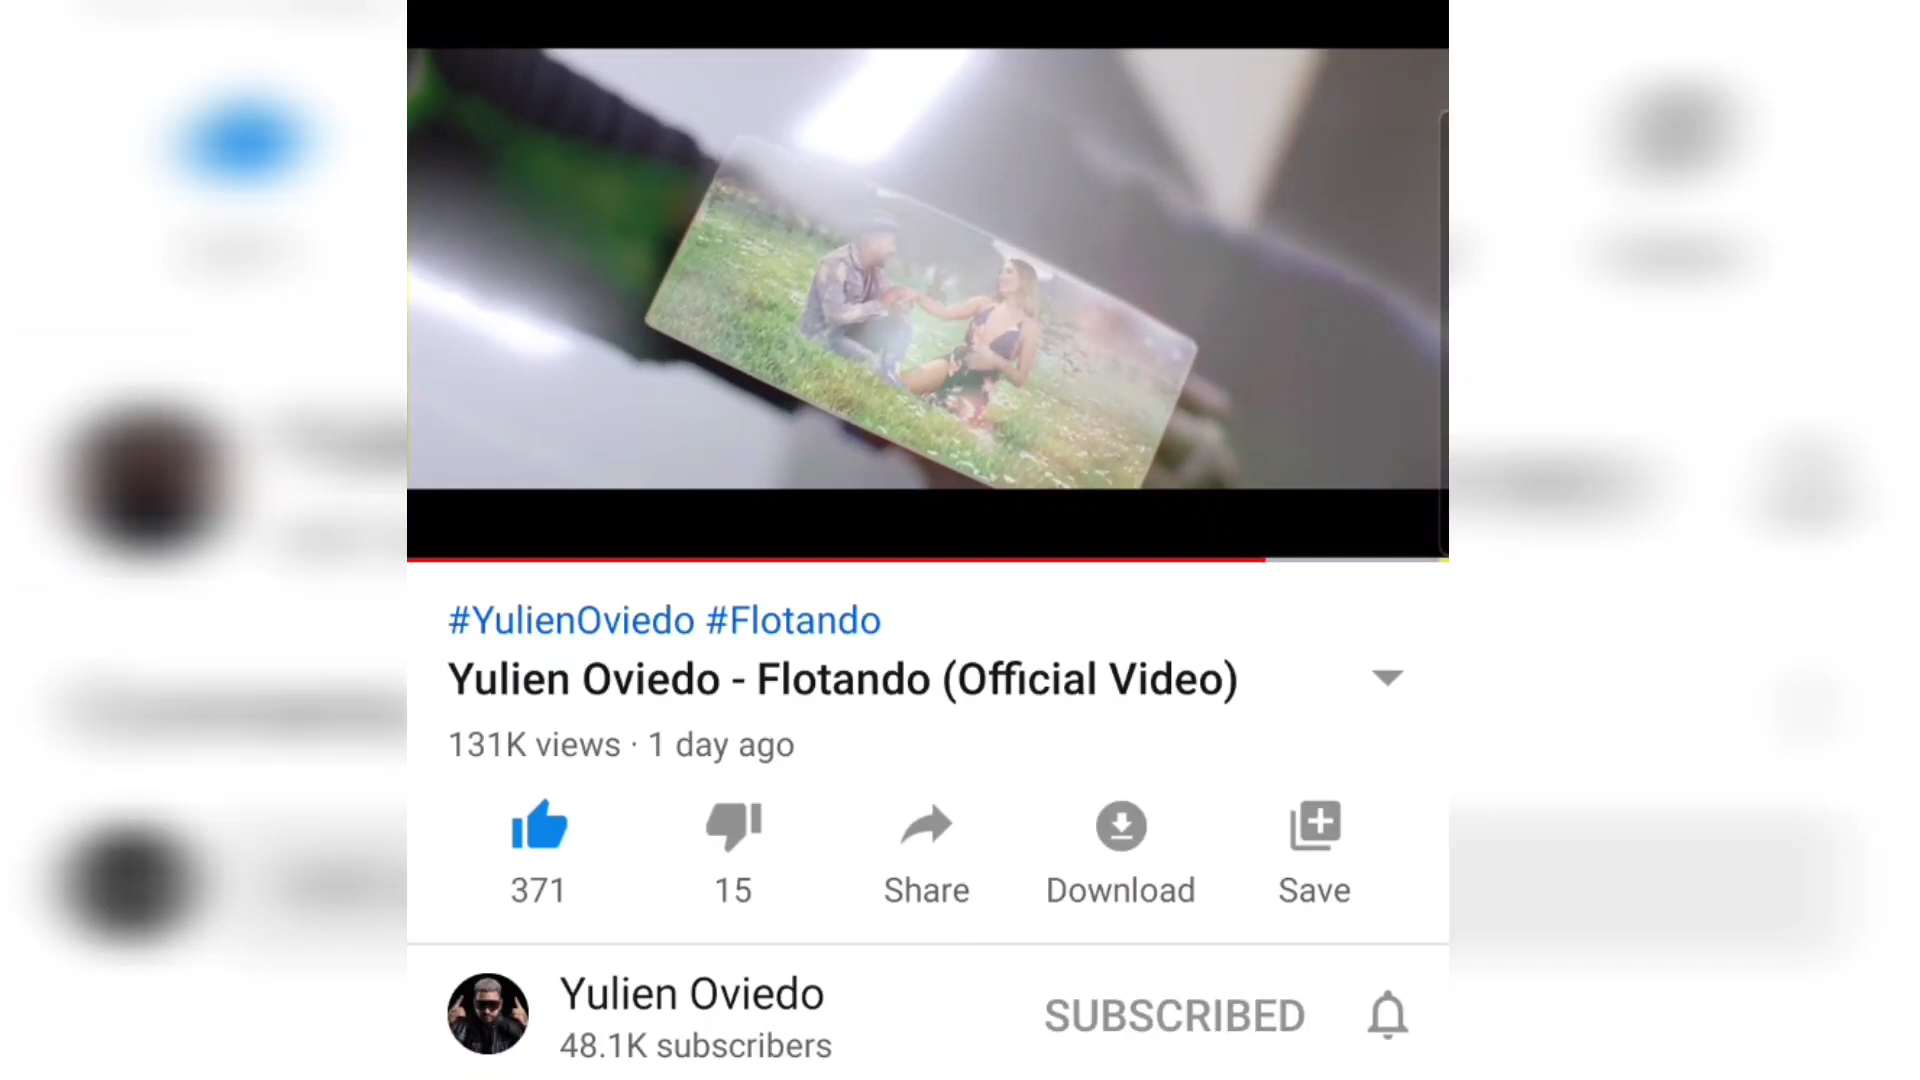 #YulienOviedo #Flotando
Yulien Oviedo - Flotando (Official Video)
131K views · 1 day ago
371
15
Share
Download
Save
Yulien Oviedo
48.1K subscribers
SUBSCRIBED